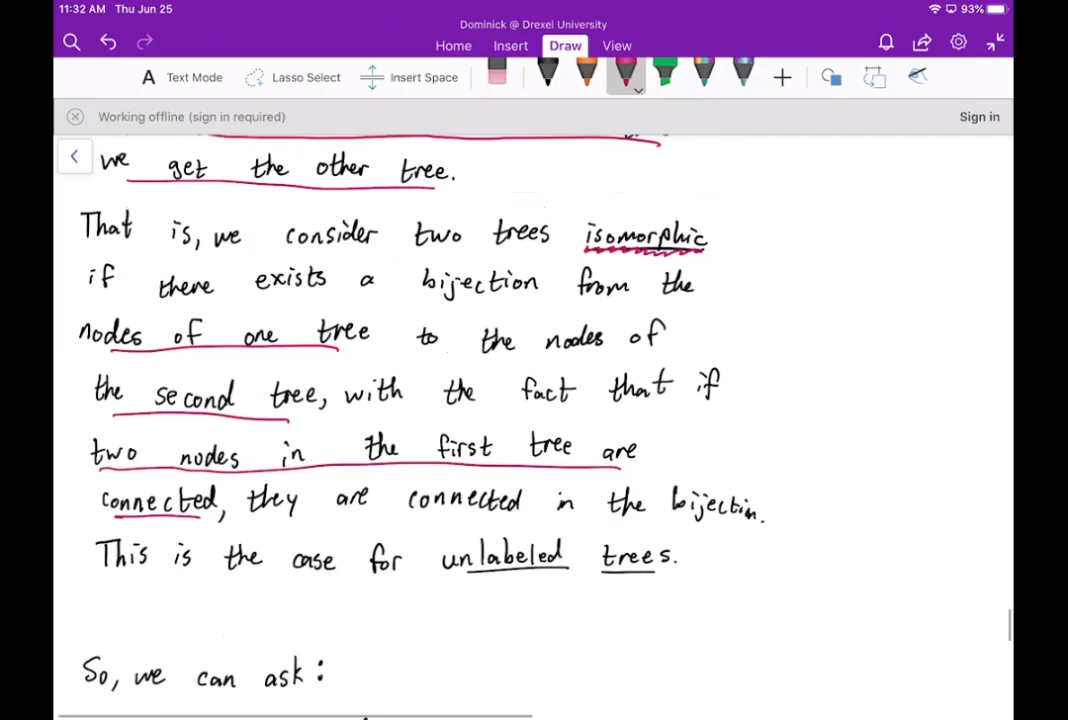 11:32 AM Thu Jun 25
93%
Dominick @ Drexel University
Home Insert Draw View
A Text Mode Lasso Select Insert Space
Working offline (sign in required) Sign in
we get the other tree.
That is, we consider two trees isomorphic
if there exists a bijection from the
nodes of one tree to the nodes of
the second tree, with the fact that if
two nodes in the first tree are
connected, they are connected in the bijectin.
This is the case for unlabeled trees.
So, we can ask: